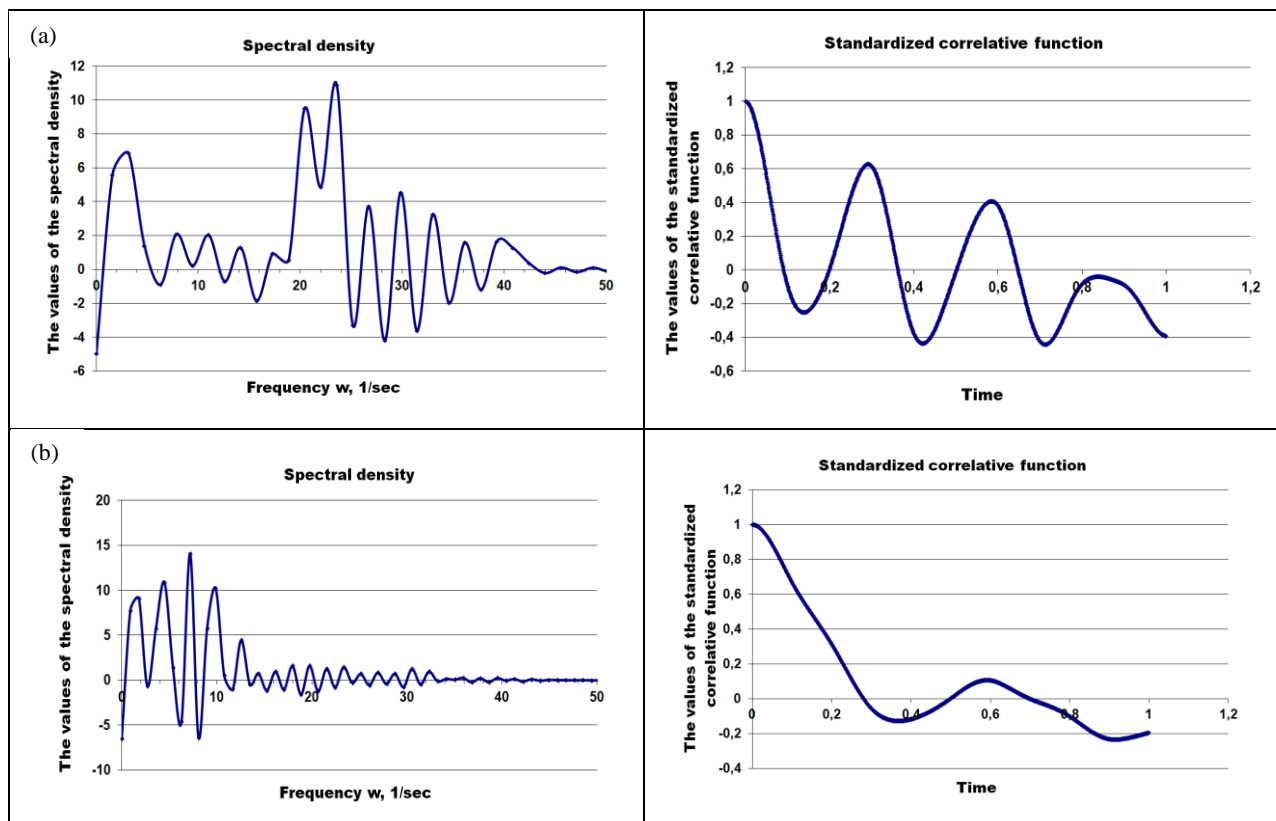 (a)
Spectral density
The values of the spectral density
12
10
8
6
4
2
0
-2
-4
-6
0 10 20 30 40 50
Frequency w, 1/sec
Standardized correlative function
The values of the standardized
correlative function
1,2
1
0,8
0,6
0,4
0,2
0
-0,2
-0,4
-0,6
0 0,2 0,4 0,6 0,8 1 1,2
Time
(b)
Spectral density
The values of the spectral density
20
15
10
5
0
-5
-10
0 10 20 30 40 50
Frequency w, 1/sec
Standardized correlative function
The values of the standardized
correlative function
1,2
1
0,8
0,6
0,4
0,2
0
-0,2
-0,4
0 0,2 0,4 0,6 0,8 1 1,2
Time